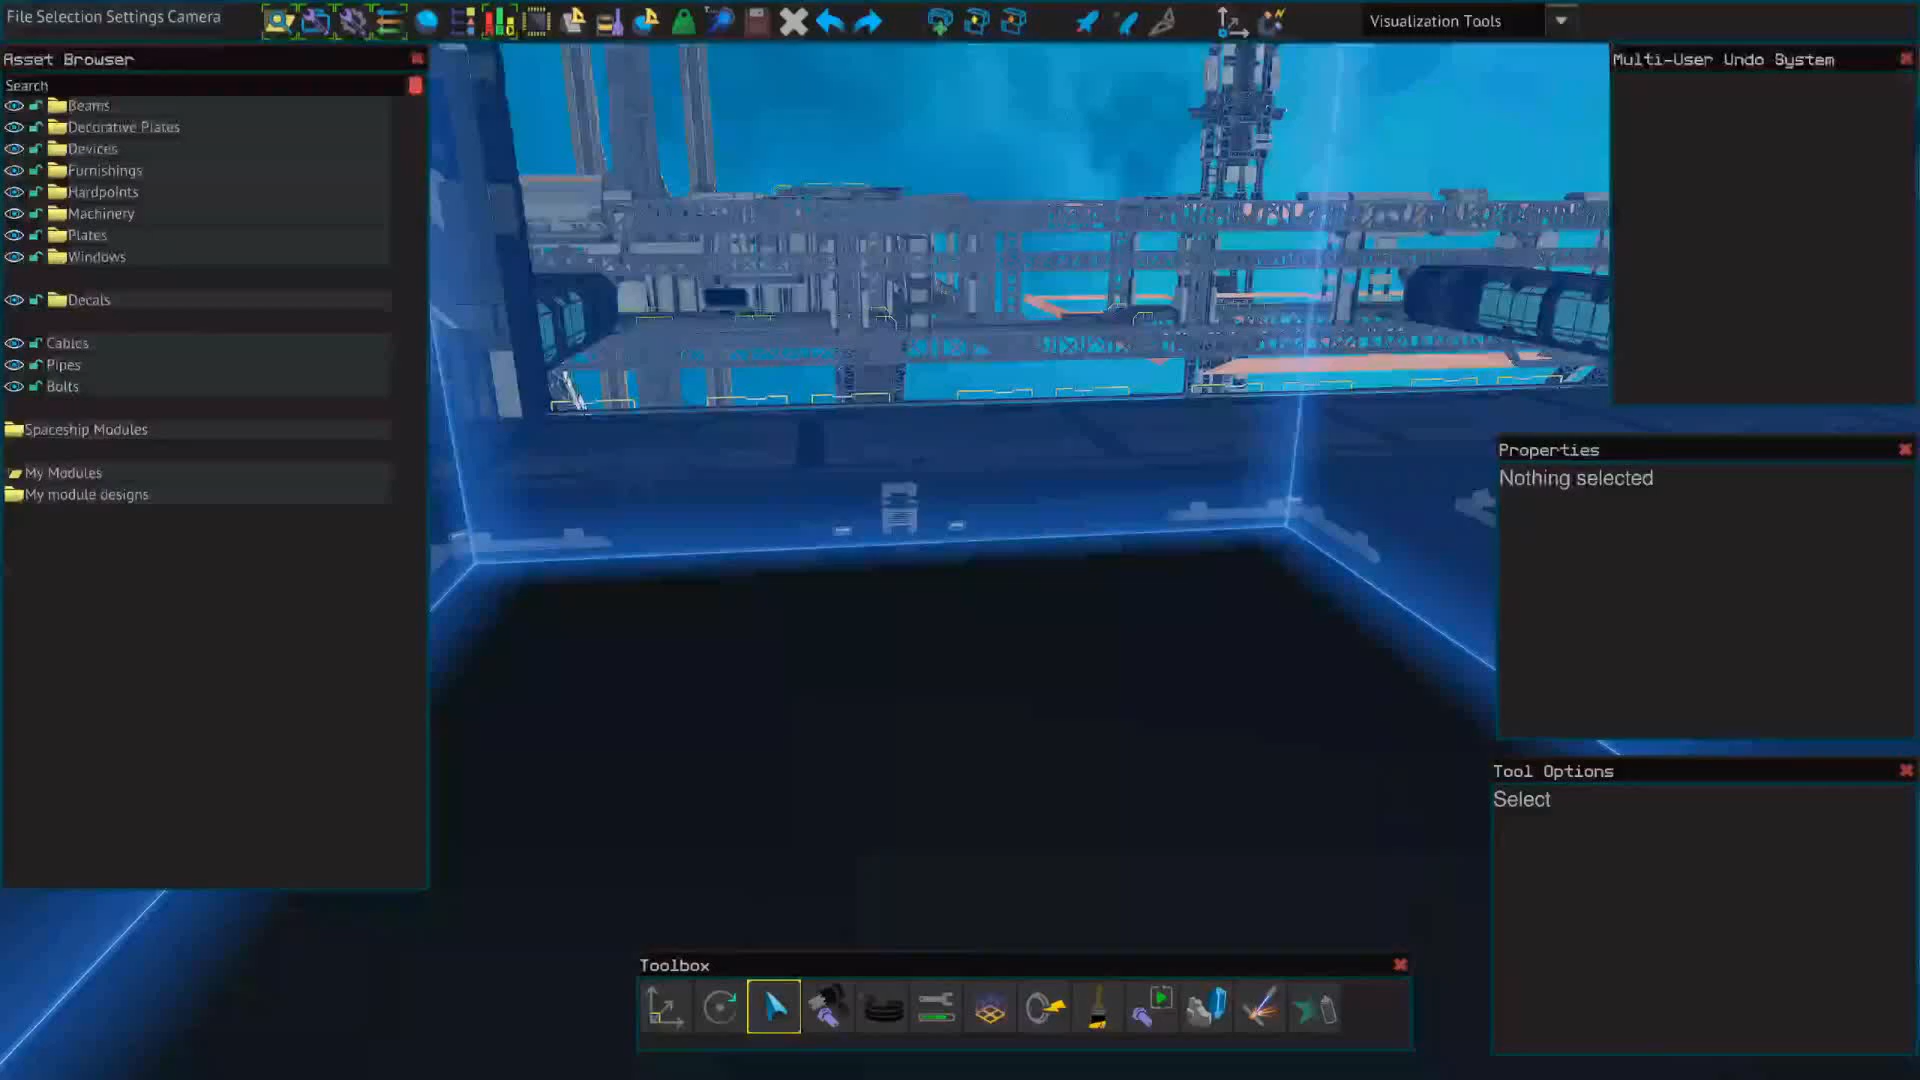 File Selection Settings Camera
Visualization Tools
Asset Browser
Multi-User Undo System
Search
Beams
Decorative Plates
Devices
Furnishings
Hardpoints
Machinery
Plates
Windows
Decals
Cables
Pipes
Bolts
Spaceship Modules
My Modules
My module designs
Properties
Nothing selected
Tool Options
Select
Toolbox